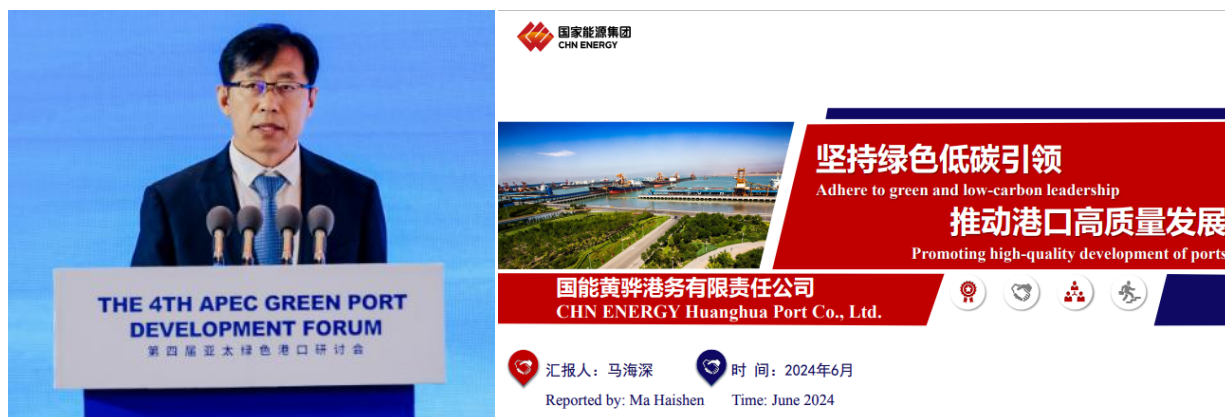 THE 4TH APEC GREEN PORT
DEVELOPMENT FORUM
第四届亚太绿色港口研讨会
国家能源集团
CHN ENERGY
坚持绿色低碳引领
Adhere to green and low-carbon leadership
推动港口高质量发展
Promoting high-quality development of ports
国能黄骅港务有限责任公司
CHN ENERGY Huanghua Port Co., Ltd.
汇报人：马海深
时 间：2024年6月
Reported by: Ma Haishen
Time: June 2024